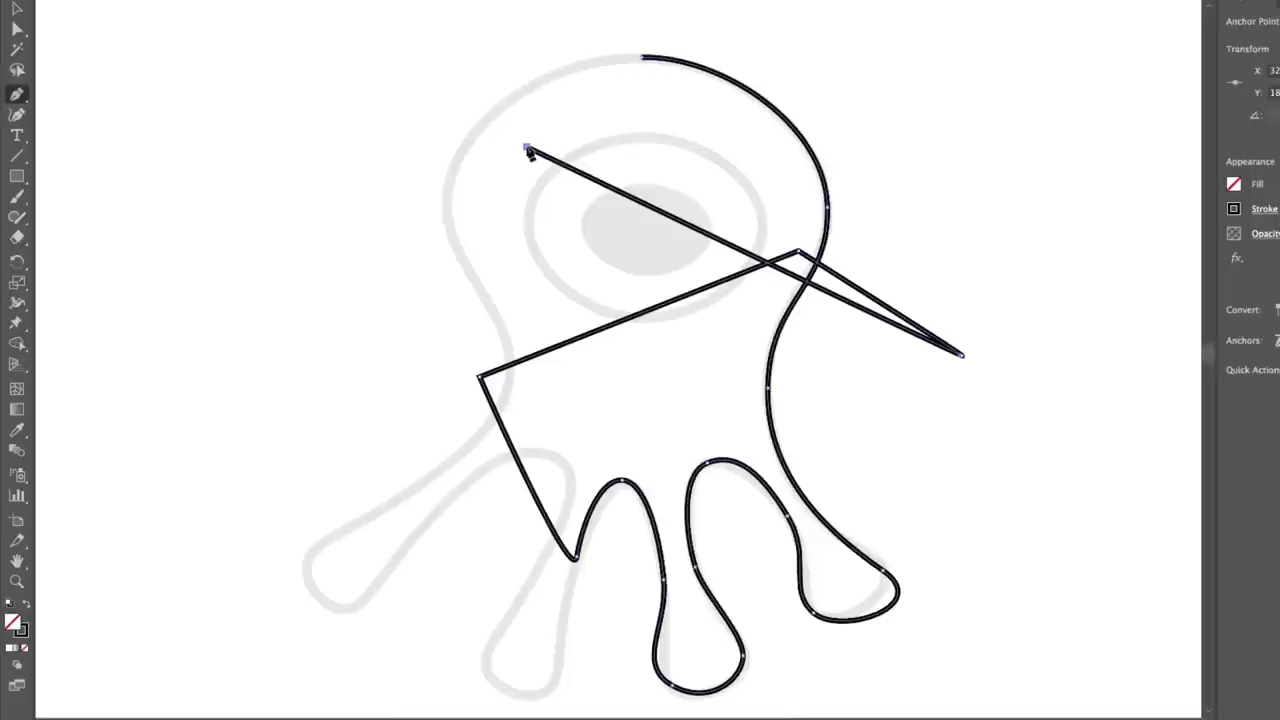 Anchor Point
Transform
X: 32
Y: 18
Appearance
Fill
Stroke
Opacity
fx.
Convert:
Anchors:
Quick Action